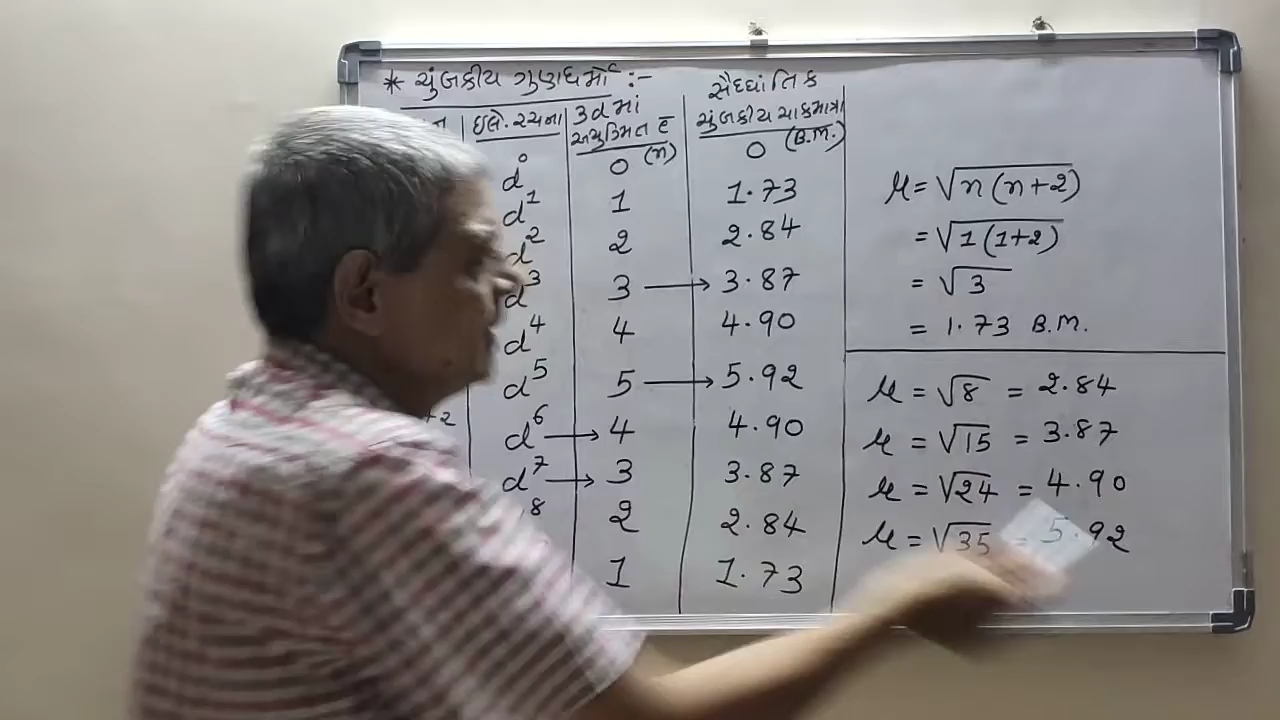 * ચુંબકીય ગુણધર્મો :-
ઇલે. રચના
3d માં
અયુગ્મિત
(n)
સૈધ્ધાંતિક
ચુંબકીય ચાકમાત્રા
(B.M.)
d⁰ 0 0
d¹ 1 1.73
d² 2 2.84
d³ 3 → 3.87
d⁴ 4 4.90
d⁵ 5 → 5.92
+2 d⁶ → 4 4.90
d⁷ → 3 3.87
8 2 2.84
1 1.73
μ = √n(n+2)
= √1(1+2)
= √3
= 1.73 B.M.
μ = √8 = 2.84
μ = √15 = 3.87
μ = √24 = 4.90
μ = √35 = 5.92